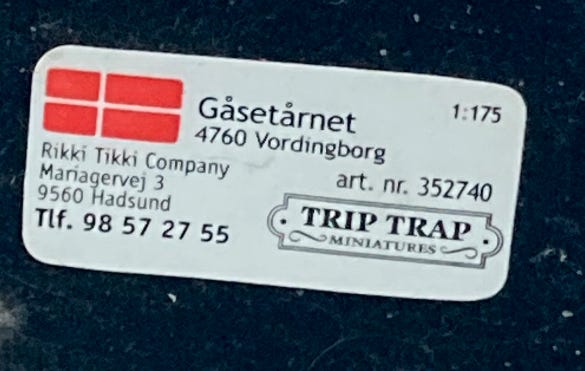 Gåsetårnet
1:175
4760 Vordingborg
art. nr. 352740
Rikki Tikki Company
Mariagervej 3
9560 Hadsund
Tlf. 98 57 27 55
TRIP TRAP
MINIATURES